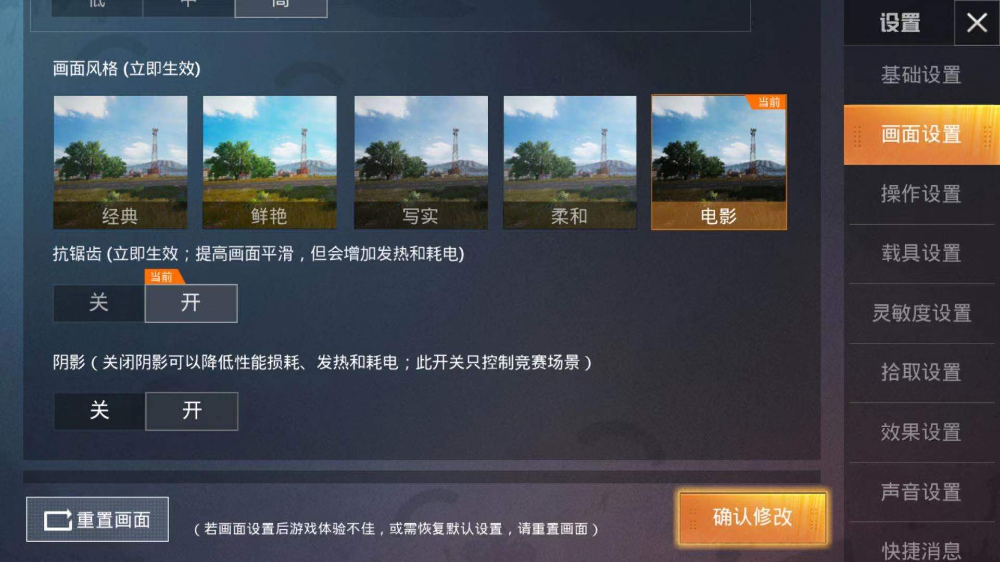 低 中 高
设置
画面风格 (立即生效)
基础设置
当前
画面设置
经典 鲜艳 写实 柔和 电影
操作设置
抗锯齿 (立即生效；提高画面平滑，但会增加发热和耗电)
载具设置
当前
关 开
灵敏度设置
阴影（关闭阴影可以降低性能损耗、发热和耗电；此开关只控制竞赛场景）
拾取设置
关 开
效果设置
声音设置
重置画面
（若画面设置后游戏体验不佳，或需恢复默认设置，请重置画面）
确认修改
快捷消息